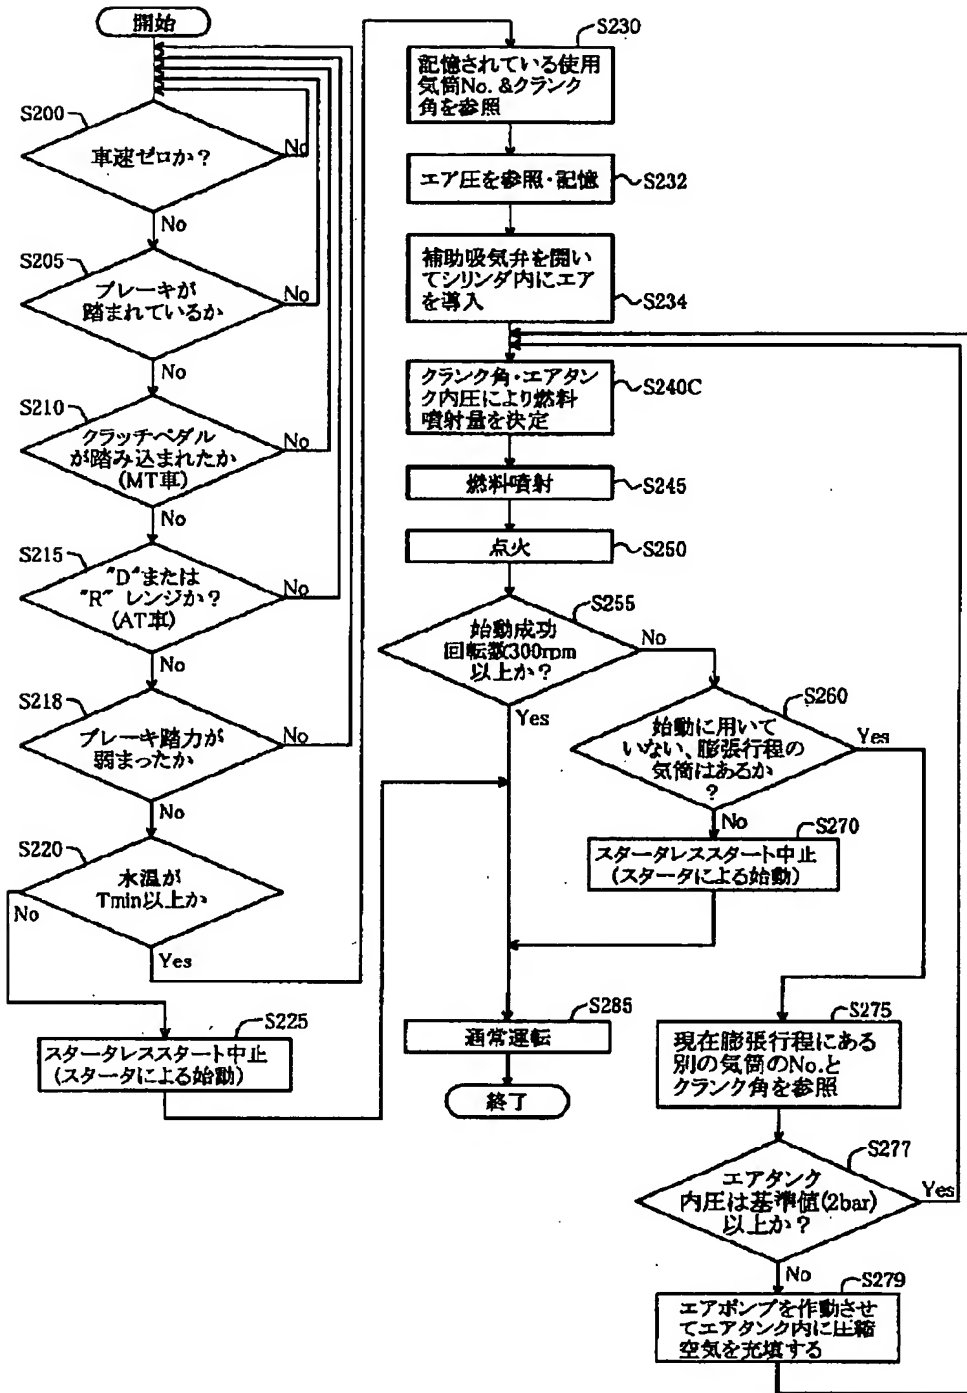 開始
S200
車速ゼロか？
No
No
S205
ブレーキが
踏まれているか
No
No
S210
クラッチペダル
が踏み込まれたか
(MT車)
No
No
S215
"D"または
"R" レンジか？
(AT車)
No
No
S218
ブレーキ踏力が
弱まったか
No
No
S220
水温が
Tmin以上か
No
Yes
S225
スタータレススタート中止
(スタータによる始動)
S230
記憶されている使用
気筒No.&クランク
角を参照
エア圧を参照・記憶
S232
補助吸気弁を開い
てシリンダ内にエア
を導入
S234
クランク角・エアタン
ク内圧により燃料
噴射量を決定
S240C
燃料噴射
S245
点火
S250
S255
始動成功
回転数300rpm
以上か？
No
Yes
S260
始動に用いて
いない、膨張行程の
気筒はあるか
？
Yes
No
S270
スタータレススタート中止
(スタータによる始動)
S285
通常運転
終了
S275
現在膨張行程にある
別の気筒のNo.と
クランク角を参照
S277
エアタンク
内圧は基準値(2bar)
以上か？
Yes
No
S279
エアポンプを作動させ
てエアタンク内に圧縮
空気を充填する